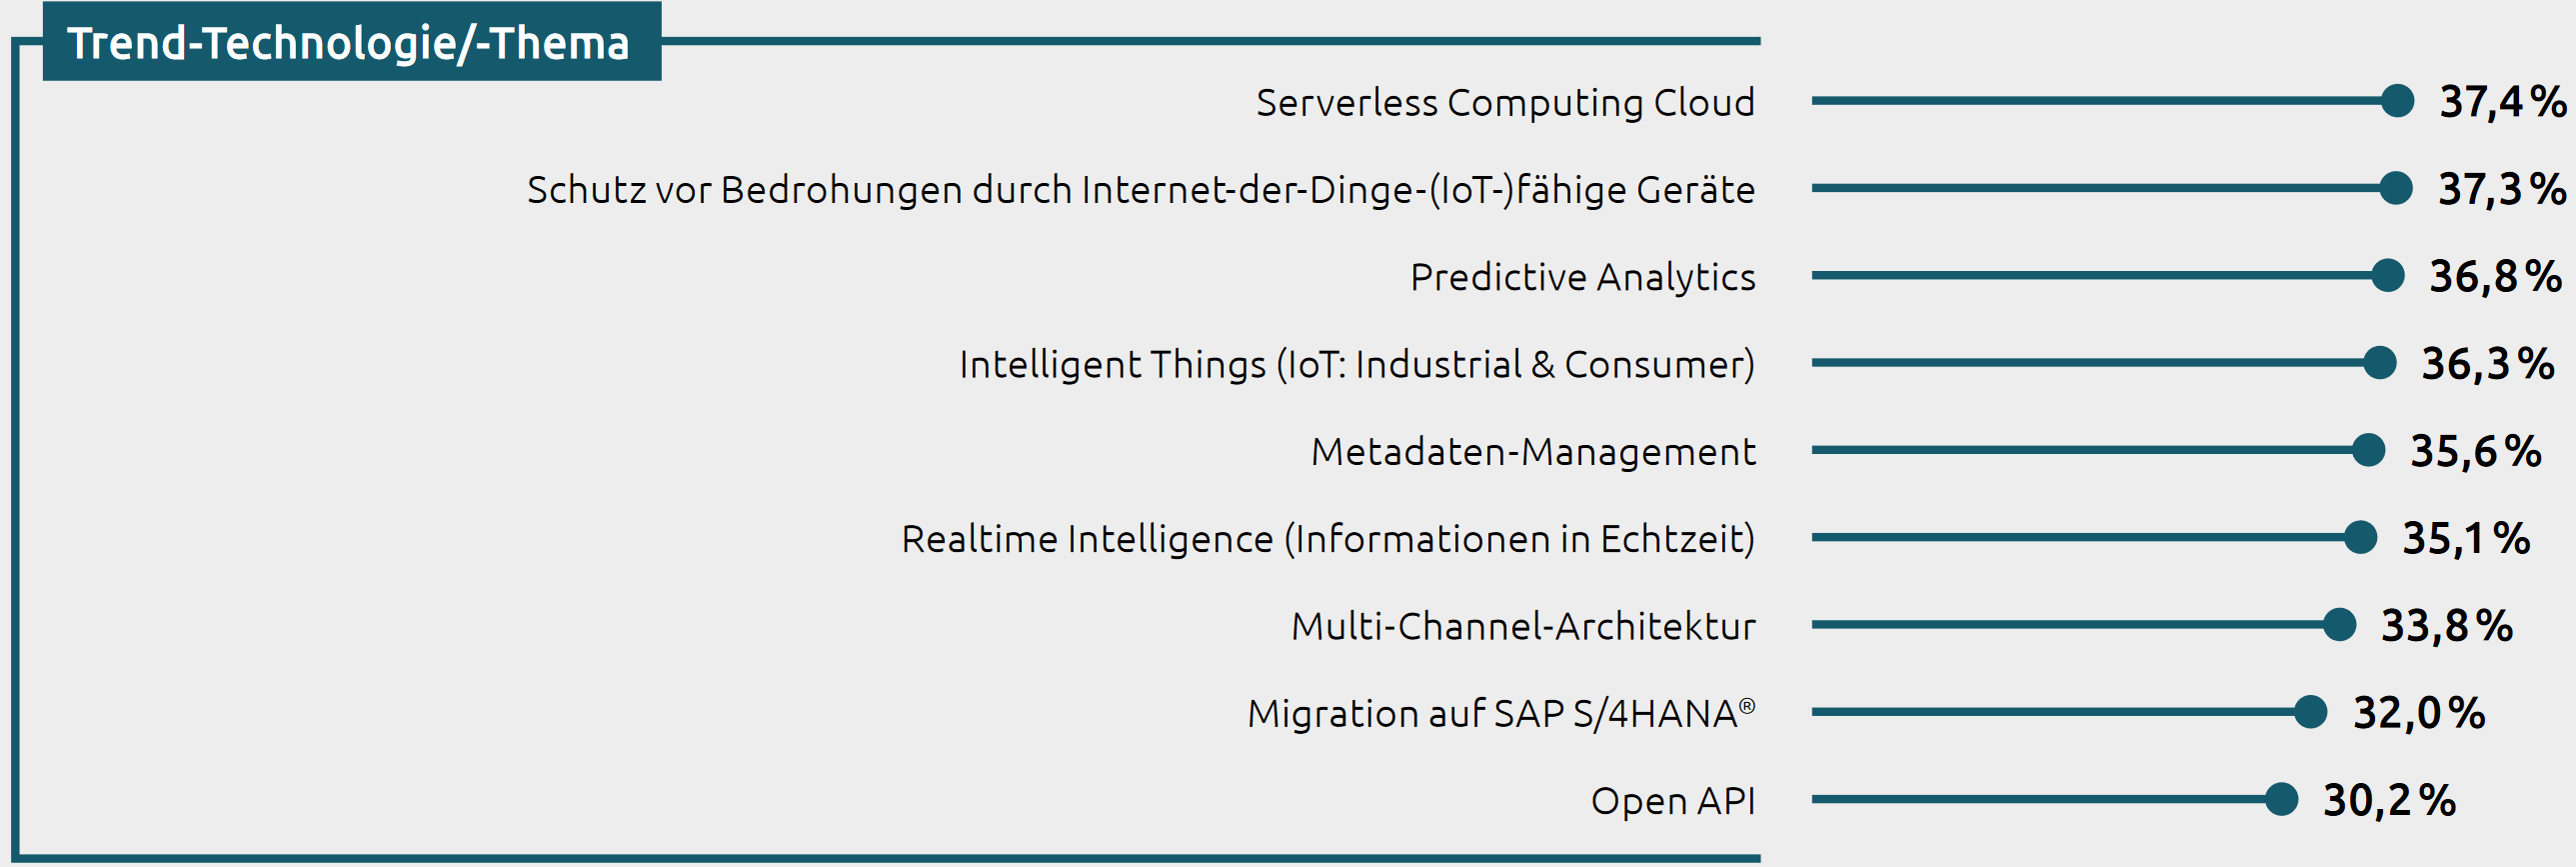 Trend-Technologie/-Thema
Serverless Computing Cloud 37,4 %
Schutz vor Bedrohungen durch Internet-der-Dinge-(IoT-)fähige Geräte 37,3 %
Predictive Analytics 36,8 %
Intelligent Things (IoT: Industrial & Consumer) 36,3 %
Metadaten-Management 35,6 %
Realtime Intelligence (Informationen in Echtzeit) 35,1 %
Multi-Channel-Architektur 33,8 %
Migration auf SAP S/4HANA® 32,0 %
Open API 30,2 %